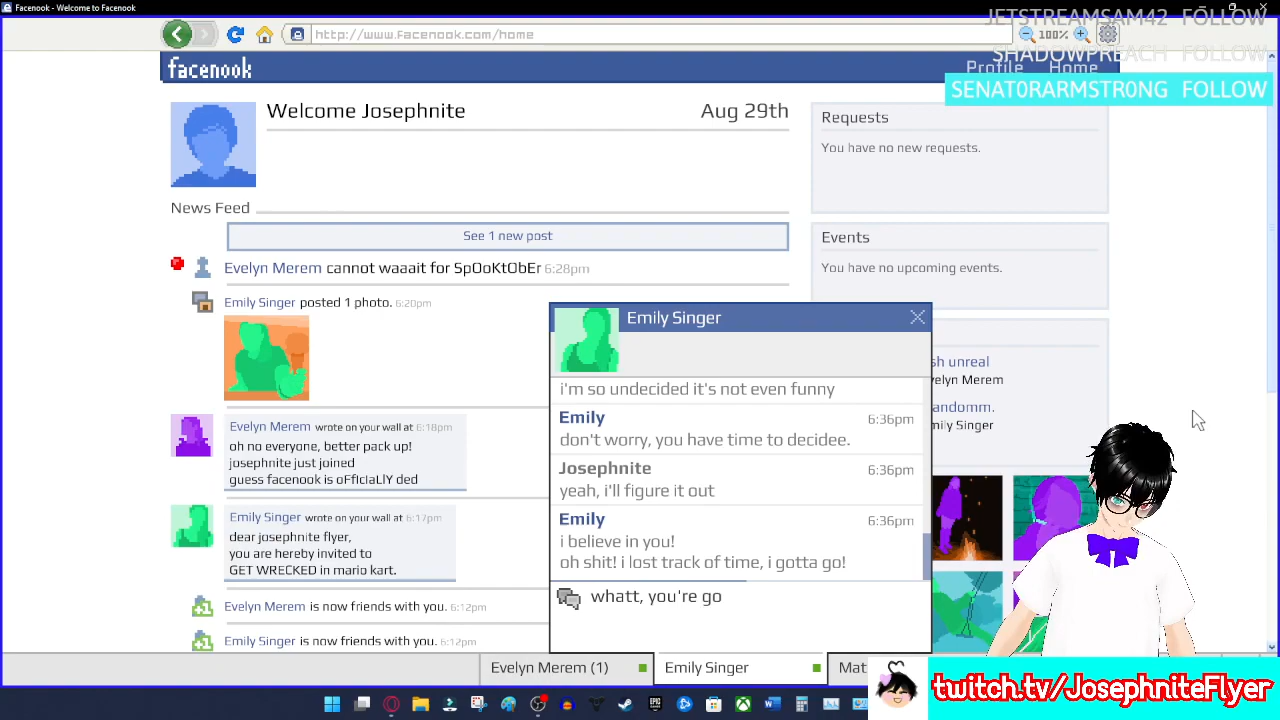 Facenook - Welcome to Facenook
JETSTREAMSAM42 FOLLOW
http://www.facenook.com/home
100%
SHADOWPREACH FOLLOW
facenook
Profile
Home
SENAT0RARMSTR0NG FOLLOW
Welcome Josephnite
Aug 29th
Requests
You have no new requests.
News Feed
See 1 new post
Events
You have no upcoming events.
Evelyn Merem cannot waaait for SpOoKtObEr 6:28pm
Emily Singer posted 1 photo. 6:20pm
Evelyn Merem wrote on your wall at 6:18pm
oh no everyone, better pack up!
josephnite just joined
guess facenook is oFfIcIaLlY ded
Emily Singer wrote on your wall at 6:17pm
dear josephnite flyer,
you are hereby invited to
GET WRECKED in mario kart.
Evelyn Merem is now friends with you. 6:12pm
Emily Singer is now friends with you. 6:12pm
Emily Singer
i'm so undecided it's not even funny
Emily 6:36pm
don't worry, you have time to decidee.
Josephnite 6:36pm
yeah, i'll figure it out
Emily 6:36pm
i believe in you!
oh shit! i lost track of time, i gotta go!
whatt, you're go
sh unreal
velyn Merem
andomm.
mily Singer
Evelyn Merem (1)
Emily Singer
Mat
twitch.tv/JosephniteFlyer